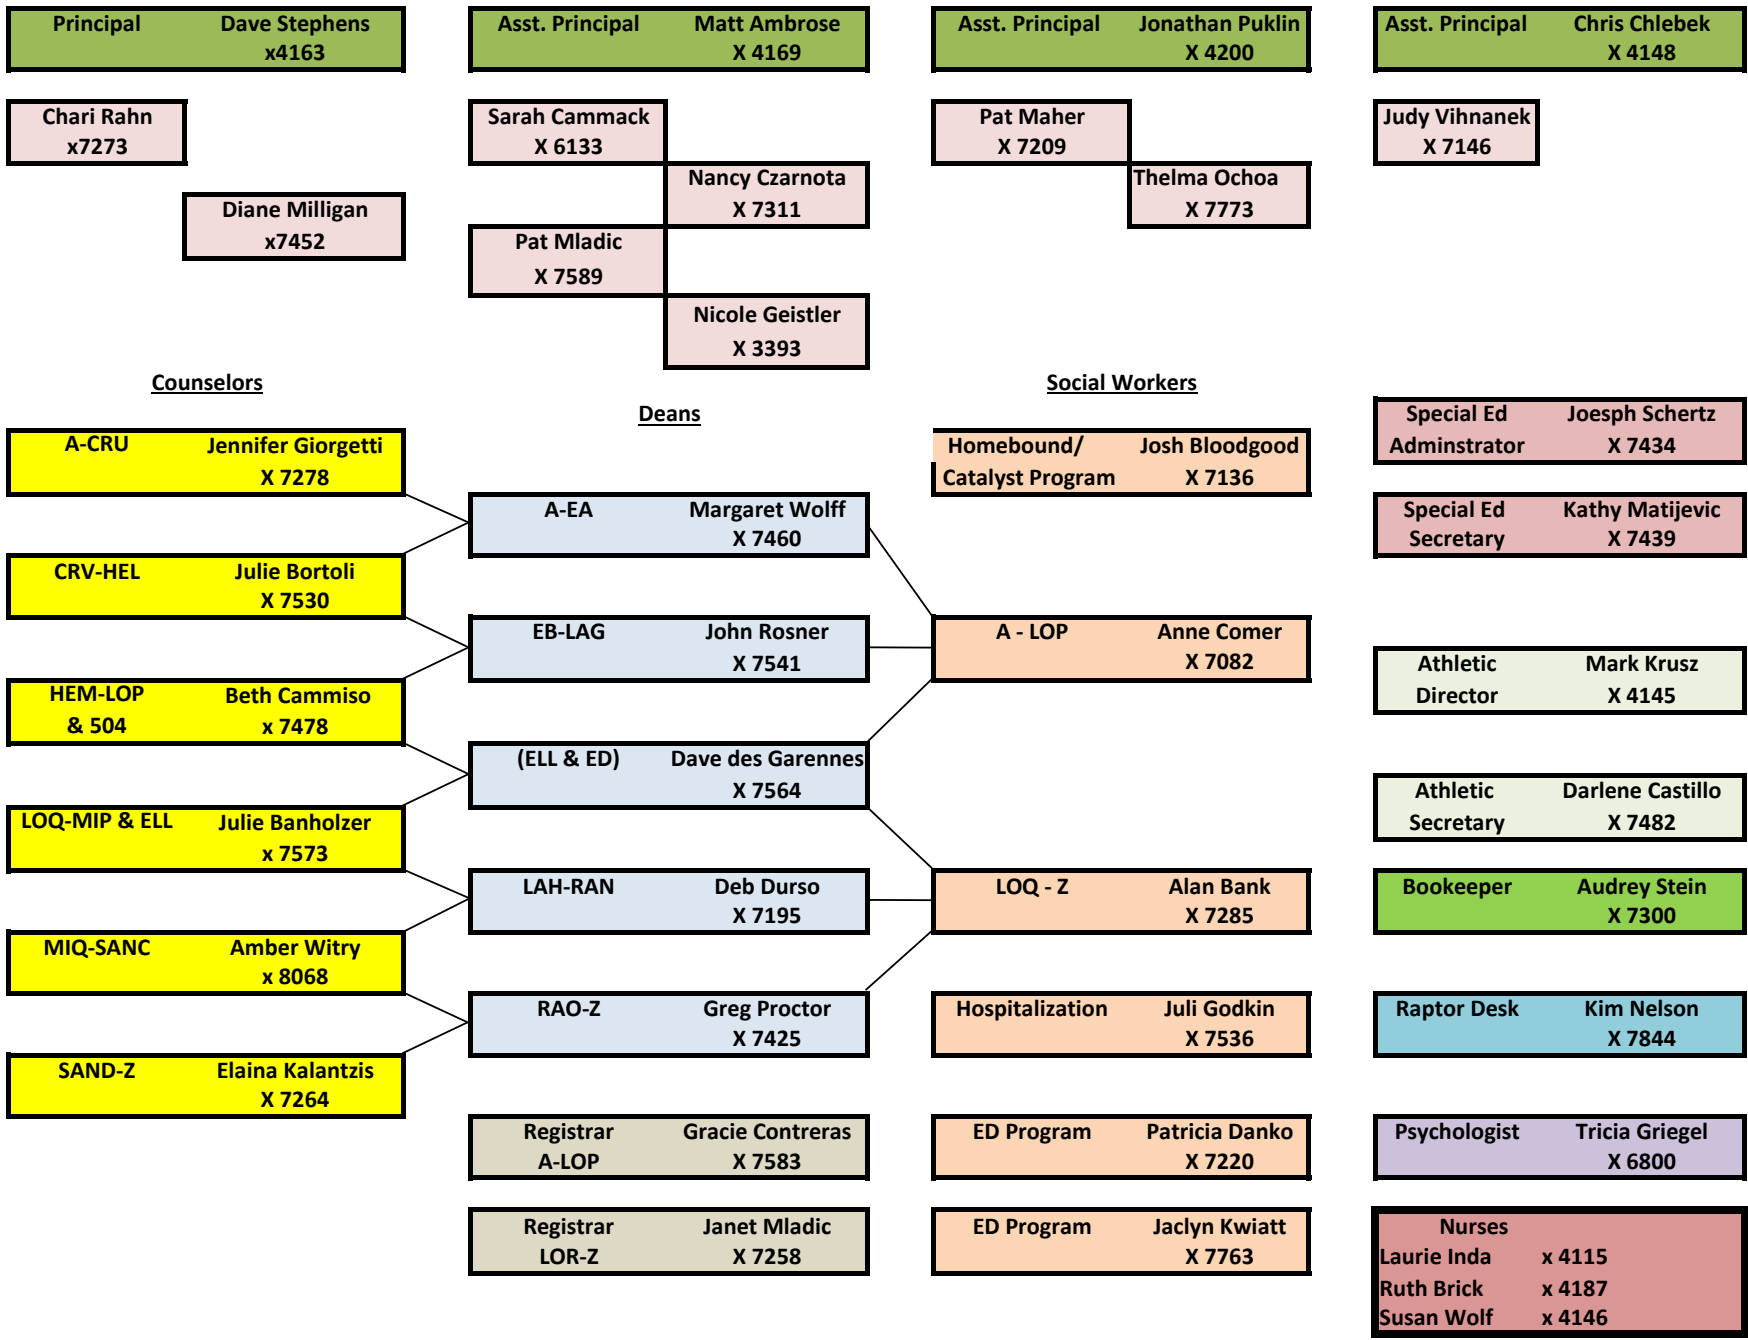 Principal Dave Stephens
x4163
Asst. Principal Matt Ambrose
X 4169
Asst. Principal Jonathan Puklin
X 4200
Asst. Principal Chris Chlebek
X 4148
Chari Rahn
x7273
Diane Milligan
x7452
Sarah Cammack
X 6133
Nancy Czarnota
X 7311
Pat Mladic
X 7589
Nicole Geistler
X 3393
Pat Maher
X 7209
Thelma Ochoa
X 7773
Judy Vihnanek
X 7146
Counselors
A-CRU Jennifer Giorgetti
X 7278
CRV-HEL Julie Bortoli
X 7530
HEM-LOP Beth Cammiso
& 504 x 7478
LOQ-MIP & ELL Julie Banholzer
x 7573
MIQ-SANC Amber Witry
x 8068
SAND-Z Elaina Kalantzis
X 7264
Deans
A-EA Margaret Wolff
X 7460
EB-LAG John Rosner
X 7541
(ELL & ED) Dave des Garennes
X 7564
LAH-RAN Deb Durso
X 7195
RAO-Z Greg Proctor
X 7425
Registrar Gracie Contreras
A-LOP X 7583
Registrar Janet Mladic
LOR-Z X 7258
Social Workers
Homebound/ Josh Bloodgood
Catalyst Program X 7136
A - LOP Anne Comer
X 7082
LOQ - Z Alan Bank
X 7285
Hospitalization Juli Godkin
X 7536
ED Program Patricia Danko
X 7220
ED Program Jaclyn Kwiatt
X 7763
Special Ed Joesph Schertz
Adminstrator X 7434
Special Ed Kathy Matijevic
Secretary X 7439
Athletic Mark Krusz
Director X 4145
Athletic Darlene Castillo
Secretary X 7482
Bookeeper Audrey Stein
X 7300
Raptor Desk Kim Nelson
X 7844
Psychologist Tricia Griegel
X 6800
Nurses
Laurie Inda x 4115
Ruth Brick x 4187
Susan Wolf x 4146